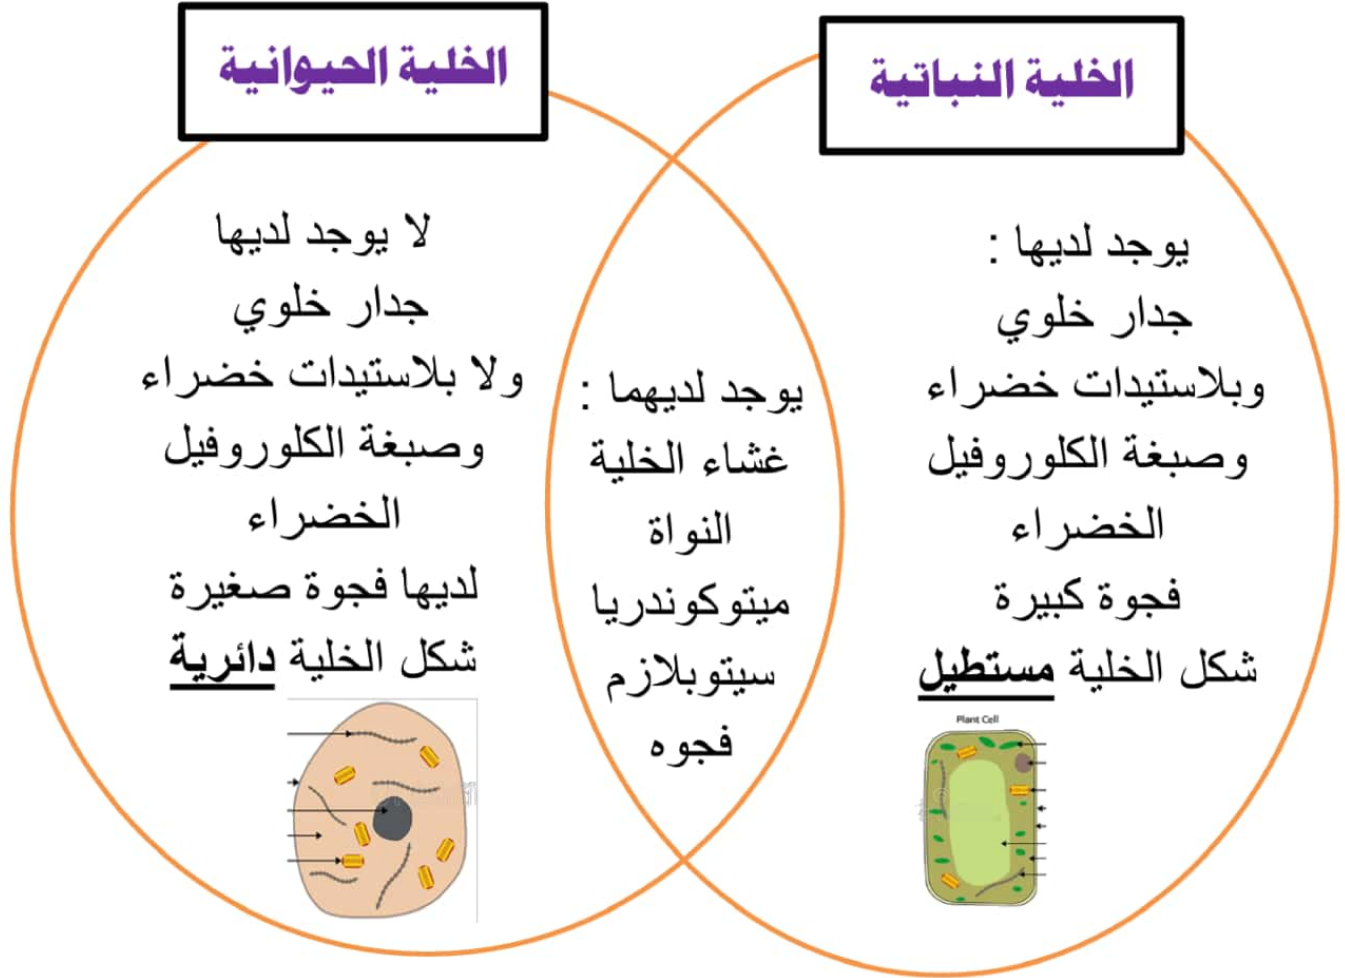 الخلية النباتية
يوجد لديها :
جدار خلوي
وبلاستيدات خضراء
وصبغة الكلوروفيل
الخضراء
فجوة كبيرة
شكل الخلية مستطيل
Plant Cell
يوجد لديهما :
غشاء الخلية
النواة
ميتوكوندريا
سيتوبلازم
فجوه
الخلية الحيوانية
لا يوجد لديها
جدار خلوي
ولا بلاستيدات خضراء
وصبغة الكلوروفيل
الخضراء
لديها فجوة صغيرة
شكل الخلية دائرية